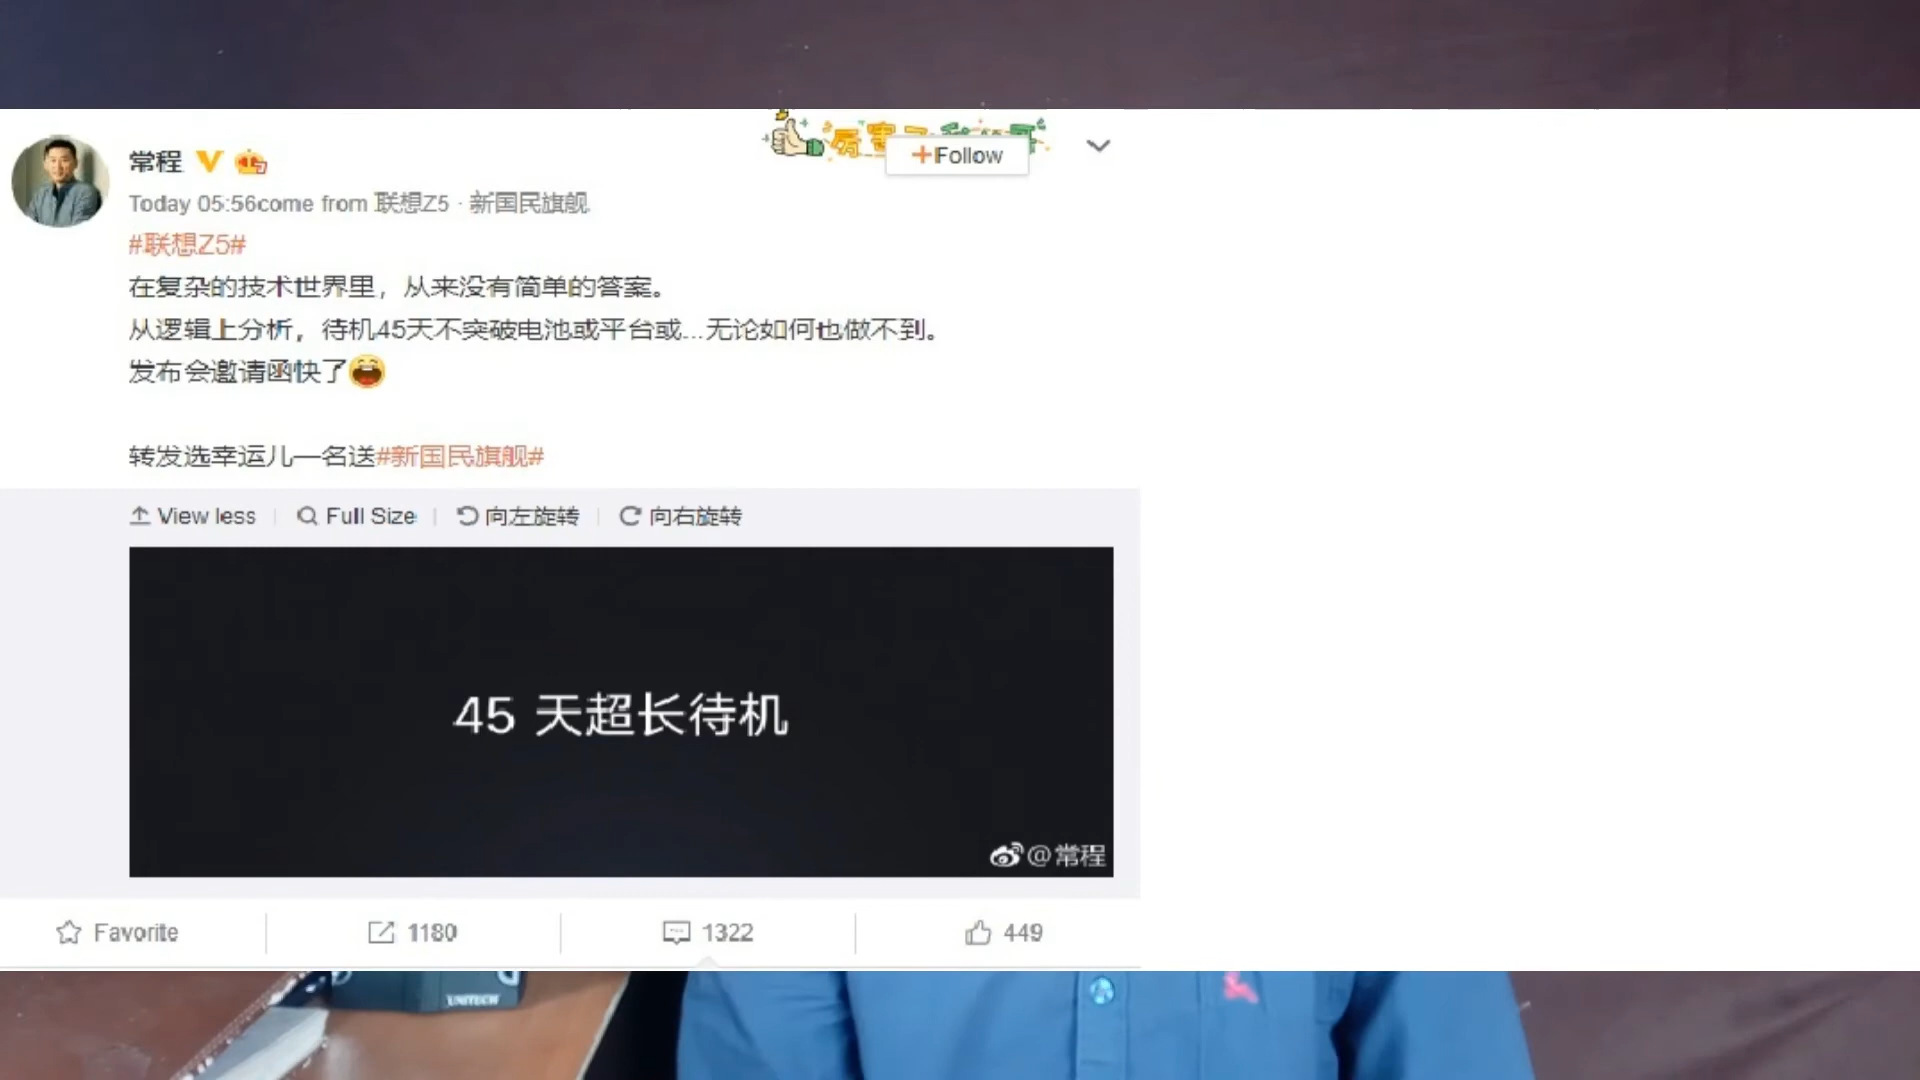 常程
+Follow
Today 05:56come from 联想Z5 · 新国民旗舰
#联想Z5#
在复杂的技术世界里，从来没有简单的答案。
从逻辑上分析，待机45天不突破电池或平台或...无论如何也做不到。
发布会邀请函快了
转发选幸运儿一名送#新国民旗舰#
View less
Full Size
向左旋转
向右旋转
45 天超长待机
@常程
Favorite
1180
1322
449
UNITECH